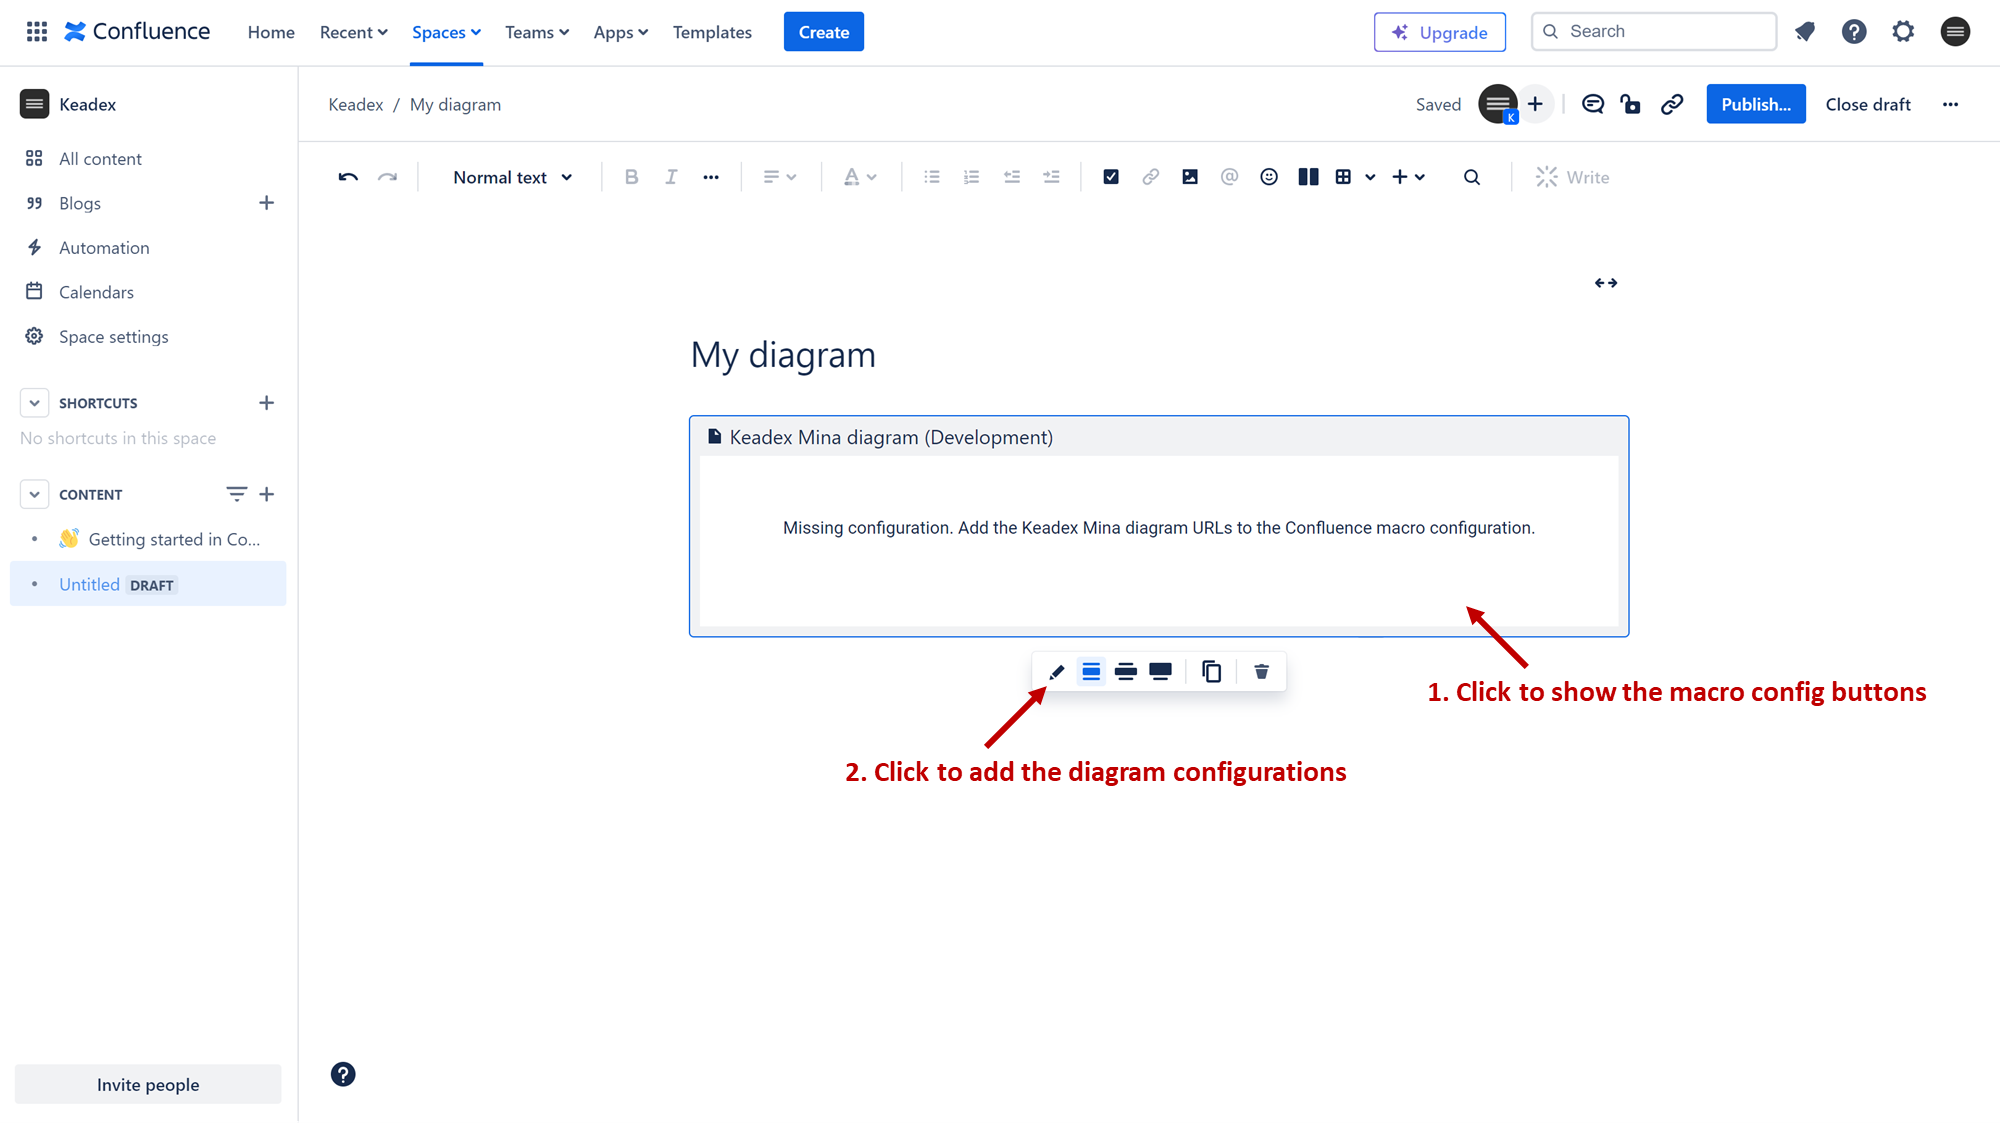 Confluence Home Recent Spaces Teams Apps Templates Create Upgrade Search
Keadex
Keadex / My diagram
Saved K Publish... Close draft
All content
Blogs
Automation
Calendars
Space settings
SHORTCUTS
No shortcuts in this space
CONTENT
Getting started in Co...
Untitled DRAFT
Invite people
Normal text B I A @ Write
My diagram
Keadex Mina diagram (Development)
Missing configuration. Add the Keadex Mina diagram URLs to the Confluence macro configuration.
1. Click to show the macro config buttons
2. Click to add the diagram configurations